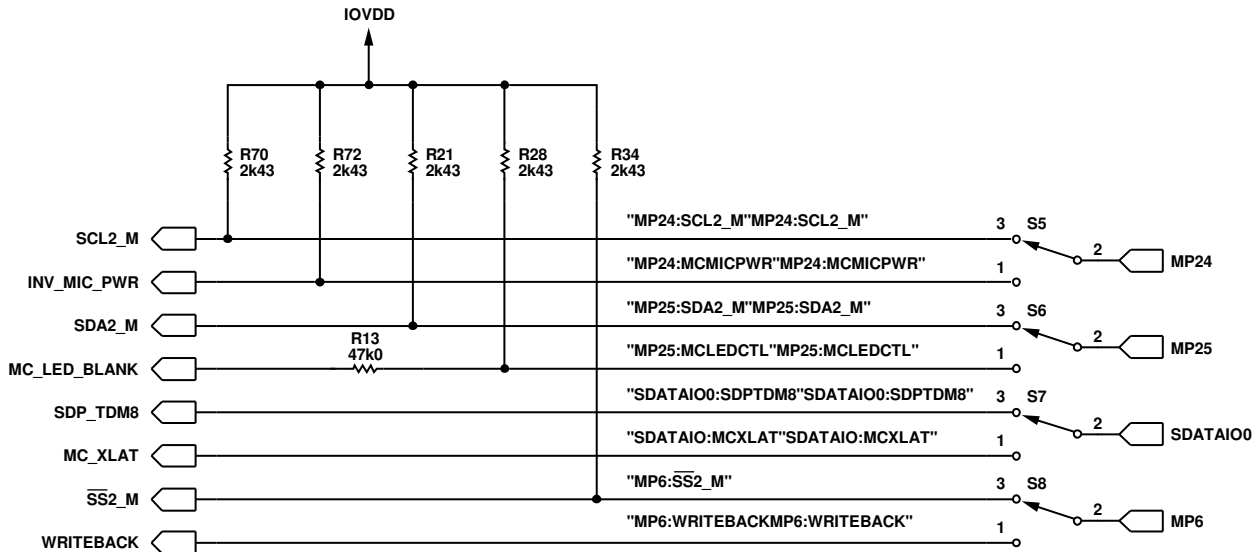 IOVDD
R70
2k43
R72
2k43
R21
2k43
R28
2k43
R34
2k43
SCL2_M
"MP24:SCL2_M"MP24:SCL2_M"
3 S5
2
MP24
INV_MIC_PWR
"MP24:MCMICPWR"MP24:MCMICPWR"
1
SDA2_M
"MP25:SDA2_M"MP25:SDA2_M"
3 S6
2
MP25
R13
47k0
MC_LED_BLANK
"MP25:MCLEDCTL"MP25:MCLEDCTL"
1
SDP_TDM8
"SDATAIO0:SDPTDM8"SDATAIO0:SDPTDM8"
3 S7
2
SDATAIO0
MC_XLAT
"SDATAIO:MCXLAT"SDATAIO:MCXLAT"
1
S̅S̅2_M
"MP6:S̅S̅2_M"
3 S8
2
MP6
WRITEBACK
"MP6:WRITEBACKMP6:WRITEBACK"
1